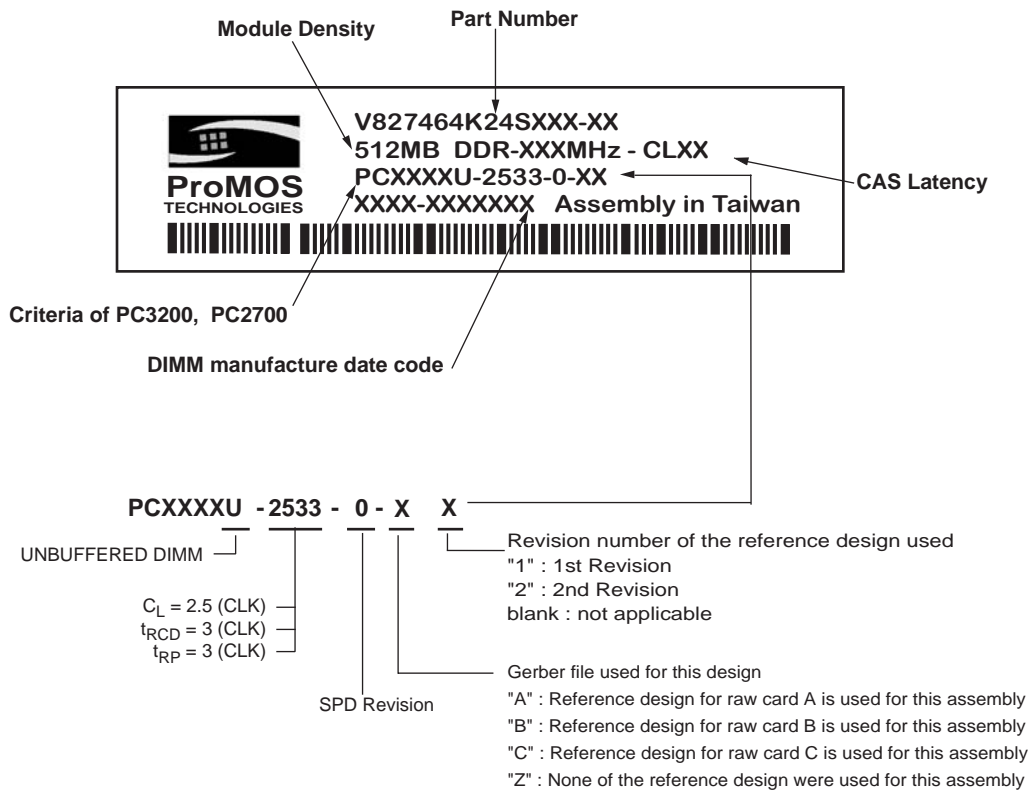 Module Density
Part Number
V827464K24SXXX-XX
512MB DDR-XXXMHz - CLXX
PCXXXXU-2533-0-XX
XXXX-XXXXXXX Assembly in Taiwan
ProMOS
TECHNOLOGIES
CAS Latency
Criteria of PC3200, PC2700
DIMM manufacture date code
PCXXXXU - 2533 - 0 - X X
UNBUFFERED DIMM
CL = 2.5 (CLK)
tRCD = 3 (CLK)
tRP = 3 (CLK)
SPD Revision
Revision number of the reference design used
"1" : 1st Revision
"2" : 2nd Revision
blank : not applicable
Gerber file used for this design
"A" : Reference design for raw card A is used for this assembly
"B" : Reference design for raw card B is used for this assembly
"C" : Reference design for raw card C is used for this assembly
"Z" : None of the reference design were used for this assembly